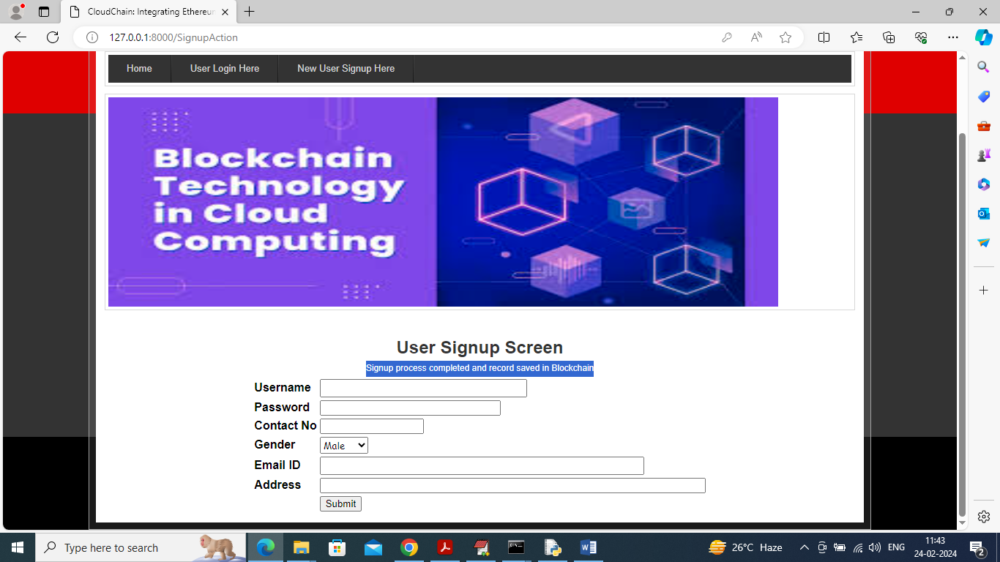 CloudChain: Integrating Ethereun
127.0.0.1:8000/SignupAction
Home
User Login Here
New User Signup Here
Blockchain
Technology
in Cloud
Computing
User Signup Screen
Signup process completed and record saved in Blockchain
Username
Password
Contact No
Gender
Male
Email ID
Address
Submit
Type here to search
26°C Haze
ENG
11:43
24-02-2024
2